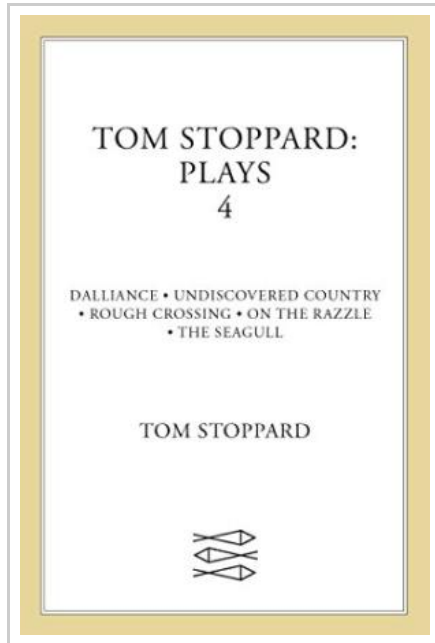 TOM STOPPARD:
PLAYS
4
DALLIANCE • UNDISCOVERED COUNTRY
• ROUGH CROSSING • ON THE RAZZLE
• THE SEAGULL
TOM STOPPARD